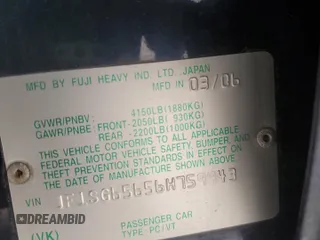 MFD BY FUJI HEAVY IND. LTD., JAPAN
MFD IN 03/06
GVWR/PNBV: 4150LB(1880KG)
GAWR/PNBE: FRONT-2050LB( 930KG)
REAR -2200LB(1000KG)
THIS VEHICLE CONFORMS TO ALL APPLICABLE
FEDERAL MOTOR VEHICLE SAFETY, BUMPER AND
THEFT PREVENTION STANDARDS IN EFFECT ON THE
DATE OF MANUFACTURE SHOWN ABOVE.
VIN
PASSENGER CAR
TYPE PC/VT
(VK)
DREAMBID